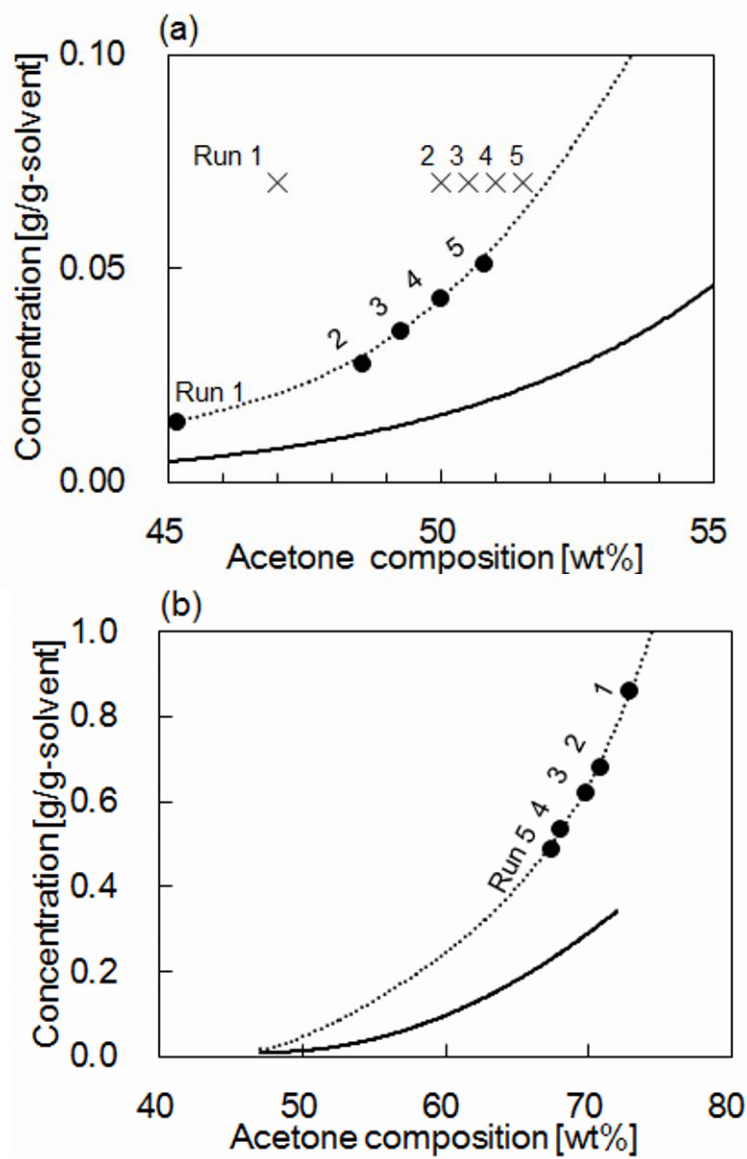 (a)
Concentration [g/g-solvent]
0.10
0.05
0.00
Run 1
2 3 4 5
5
4
3
2
Run 1
45 50 55
Acetone composition [wt%]
(b)
Concentration [g/g-solvent]
1.0
0.8
0.6
0.4
0.2
0.0
1
2
3
4
Run 5
40 50 60 70 80
Acetone composition [wt%]